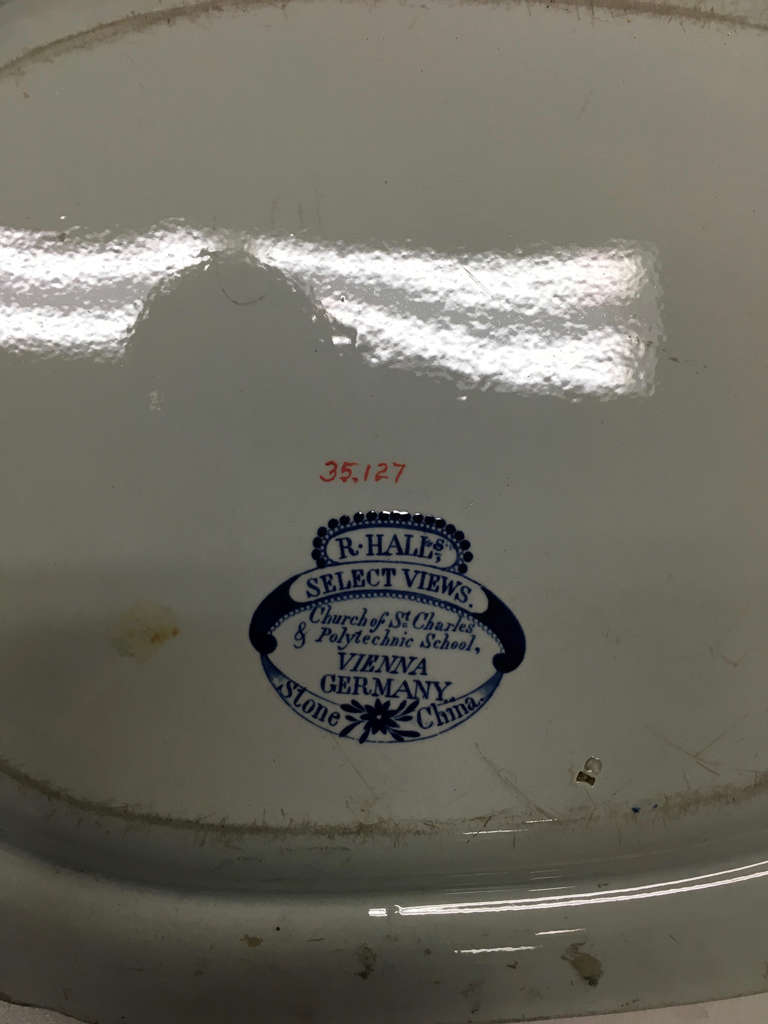 35.127
R. HALL'S
SELECT VIEWS.
Church of St. Charles
& Polytechnic School,
VIENNA
GERMANY.
Stone China.